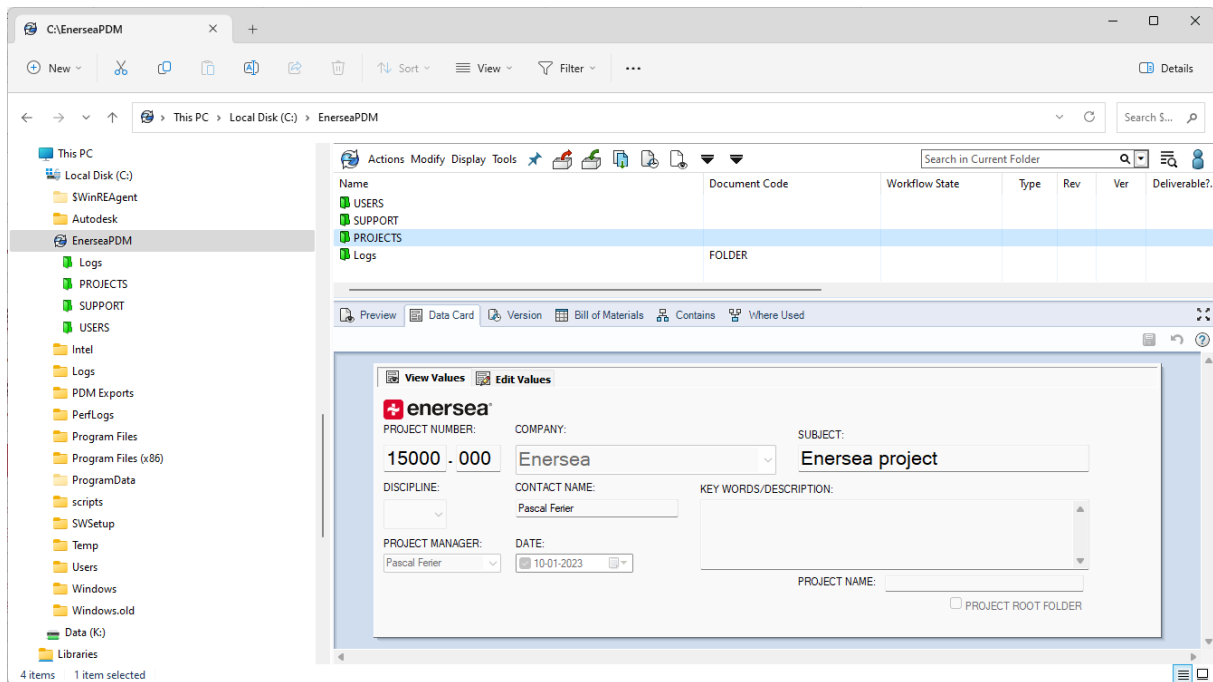 C:\EnerseaPDM
New
Sort
View
Filter
Details
This PC > Local Disk (C:) > EnerseaPDM
Search S...
This PC
Local Disk (C:)
$WinREAgent
Autodesk
EnerseaPDM
Logs
PROJECTS
SUPPORT
USERS
Intel
Logs
PDM Exports
PerfLogs
Program Files
Program Files (x86)
ProgramData
scripts
SWSetup
Temp
Users
Windows
Windows.old
Data (K:)
Libraries
4 items 1 item selected
Actions Modify Display Tools
Search in Current Folder
Name Document Code Workflow State Type Rev Ver Deliverable?.
USERS
SUPPORT
PROJECTS
Logs FOLDER
Preview Data Card Version Bill of Materials Contains Where Used
View Values Edit Values
enersea
PROJECT NUMBER: COMPANY: SUBJECT:
15000 . 000 Enersea Enersea project
DISCIPLINE: CONTACT NAME: KEY WORDS/DESCRIPTION:
Pascal Ferier
PROJECT MANAGER: DATE:
Pascal Ferier 10-01-2023
PROJECT NAME:
PROJECT ROOT FOLDER